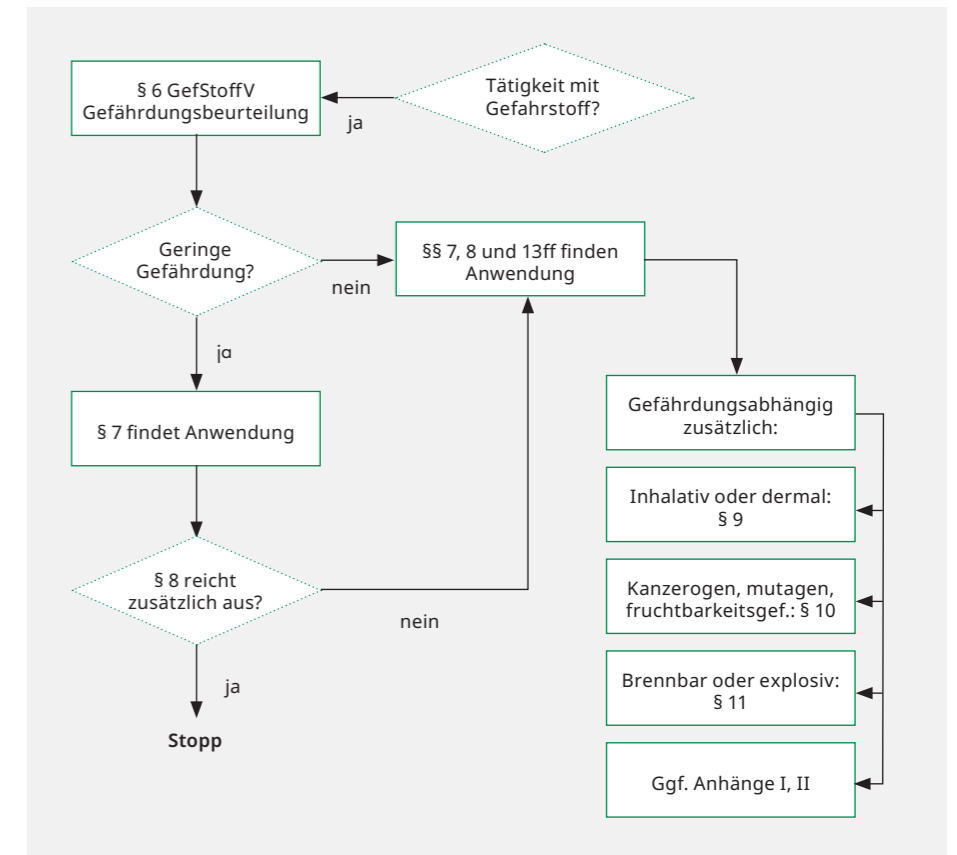 Tätigkeit mit
Gefahrstoff?
ja
§ 6 GefStoffV
Gefährdungsbeurteilung
Geringe
Gefährdung?
nein
§§ 7, 8 und 13ff finden
Anwendung
ja
§ 7 findet Anwendung
§ 8 reicht
zusätzlich aus?
nein
ja
Stopp
Gefährdungsabhängig
zusätzlich:
Inhalativ oder dermal:
§ 9
Kanzerogen, mutagen,
fruchtbarkeitsgef.: § 10
Brennbar oder explosiv:
§ 11
Ggf. Anhänge I, II